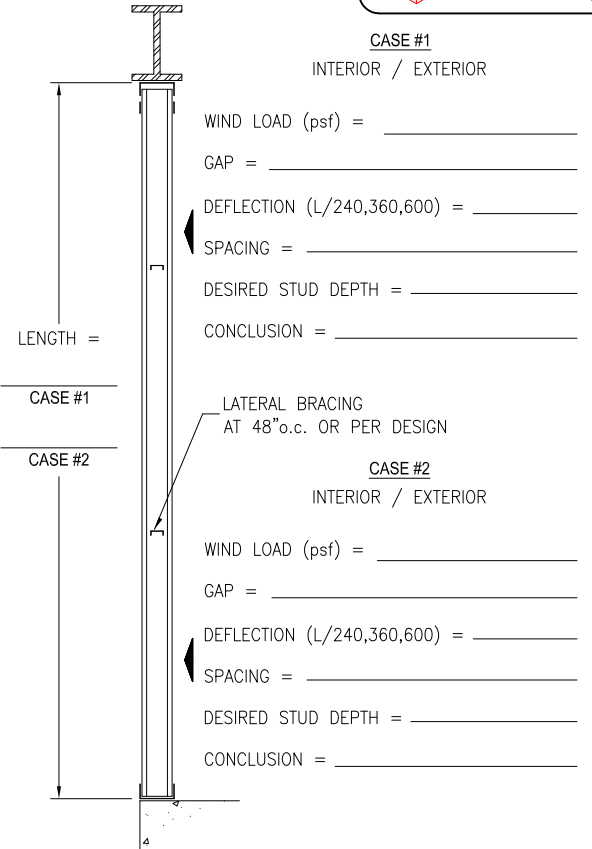 CASE #1
INTERIOR / EXTERIOR
WIND LOAD (psf) =
GAP =
DEFLECTION (L/240,360,600) =
SPACING =
DESIRED STUD DEPTH =
CONCLUSION =
LENGTH =
CASE #1
CASE #2
LATERAL BRACING
AT 48"o.c. OR PER DESIGN
CASE #2
INTERIOR / EXTERIOR
WIND LOAD (psf) =
GAP =
DEFLECTION (L/240,360,600) =
SPACING =
DESIRED STUD DEPTH =
CONCLUSION =